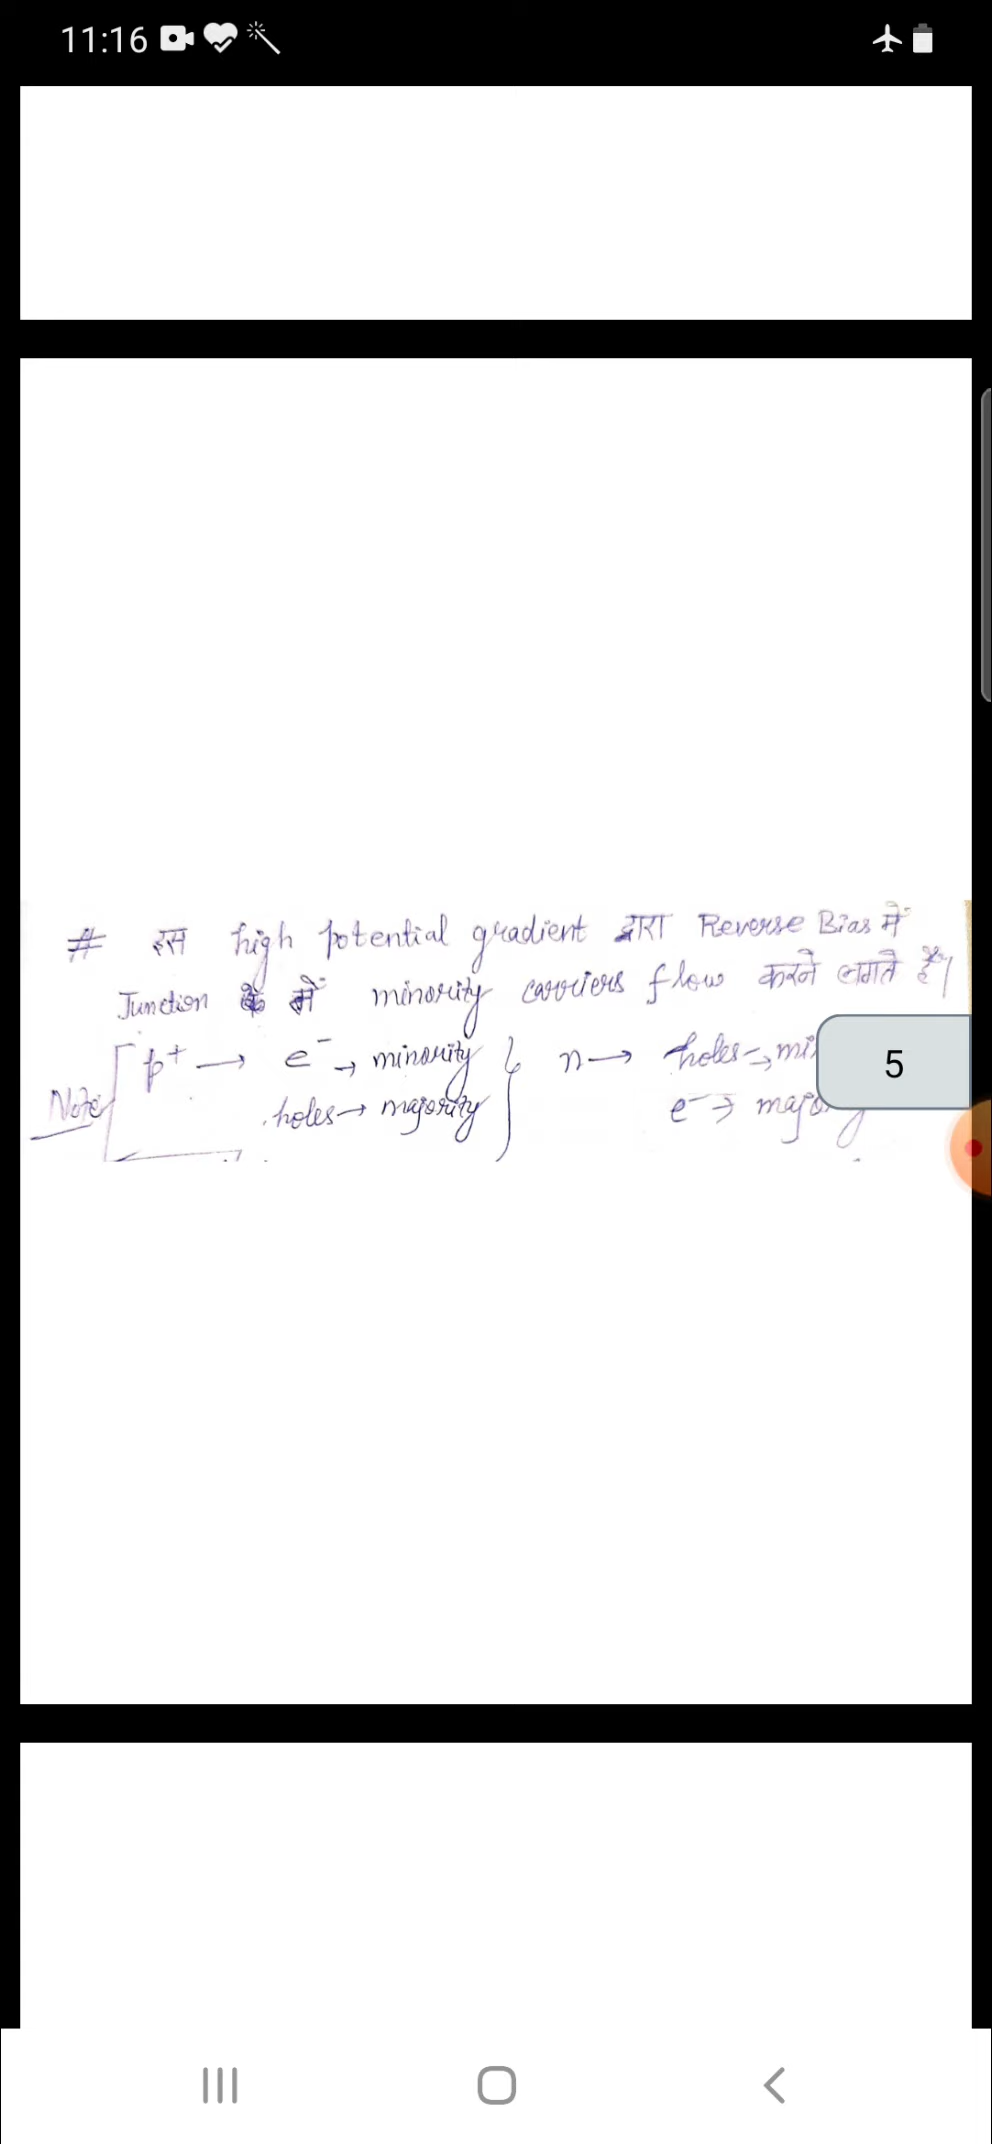 11:16
# इस high potential gradient द्वारा Reverse Bias में
Junction में minority carriers flow करने लगते हैं।
Note [ p+ → e- → minority } n → holes → mi
holes → majority e- → major
5